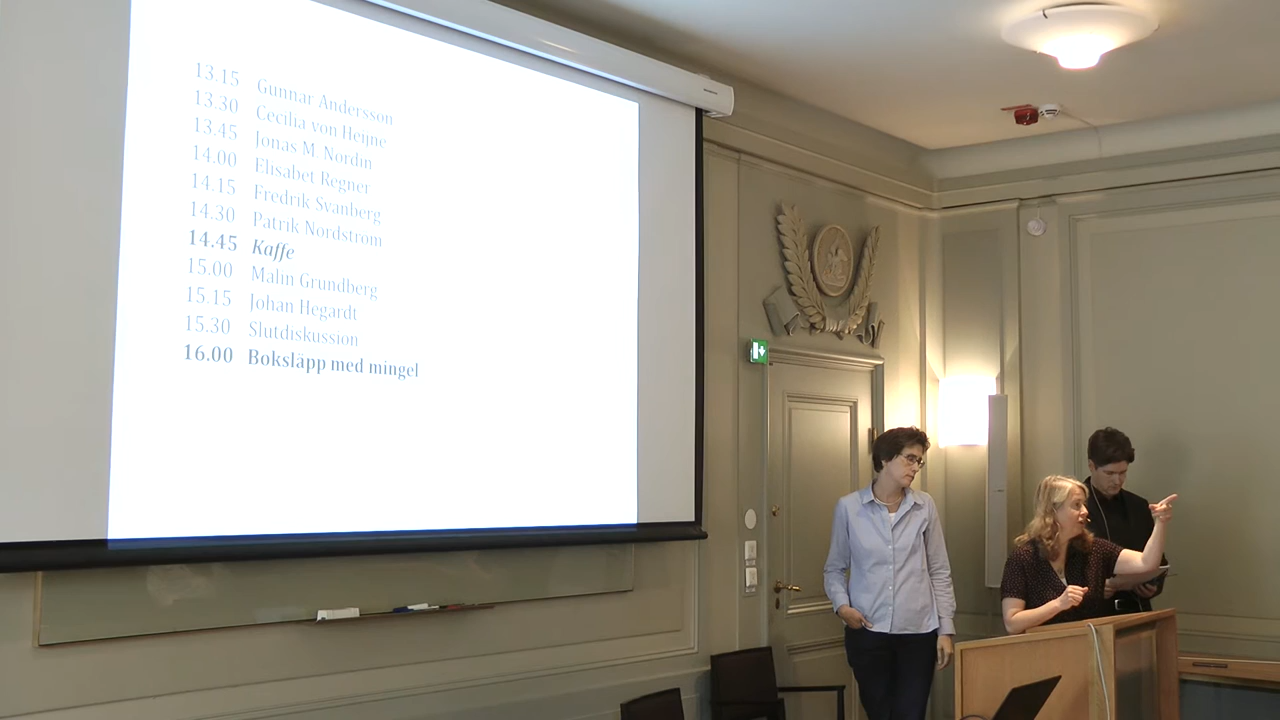 13.15 Gunnar Andersson
13.30 Cecilia von Heijne
13.45 Jonas M. Nordin
14.00 Elisabet Regner
14.15 Fredrik Svanberg
14.30 Patrik Nordström
14.45 Kaffe
15.00 Malin Grundberg
15.15 Johan Hegardt
15.30 Slutdiskussion
16.00 Boksläpp med mingel